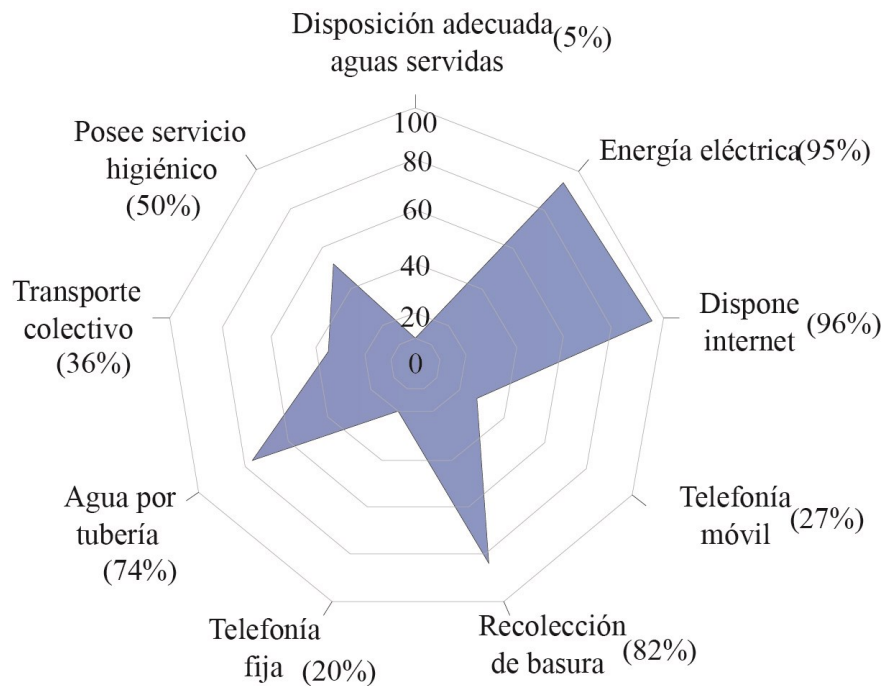 Disposición adecuada (5%)
aguas servidas
Energía eléctrica (95%)
Dispone
internet (96%)
Telefonía
móvil (27%)
Recolección
de basura (82%)
Telefonía
fija (20%)
Agua por
tubería
(74%)
Transporte
colectivo
(36%)
Posee servicio
higiénico
(50%)
100
80
60
40
20
0